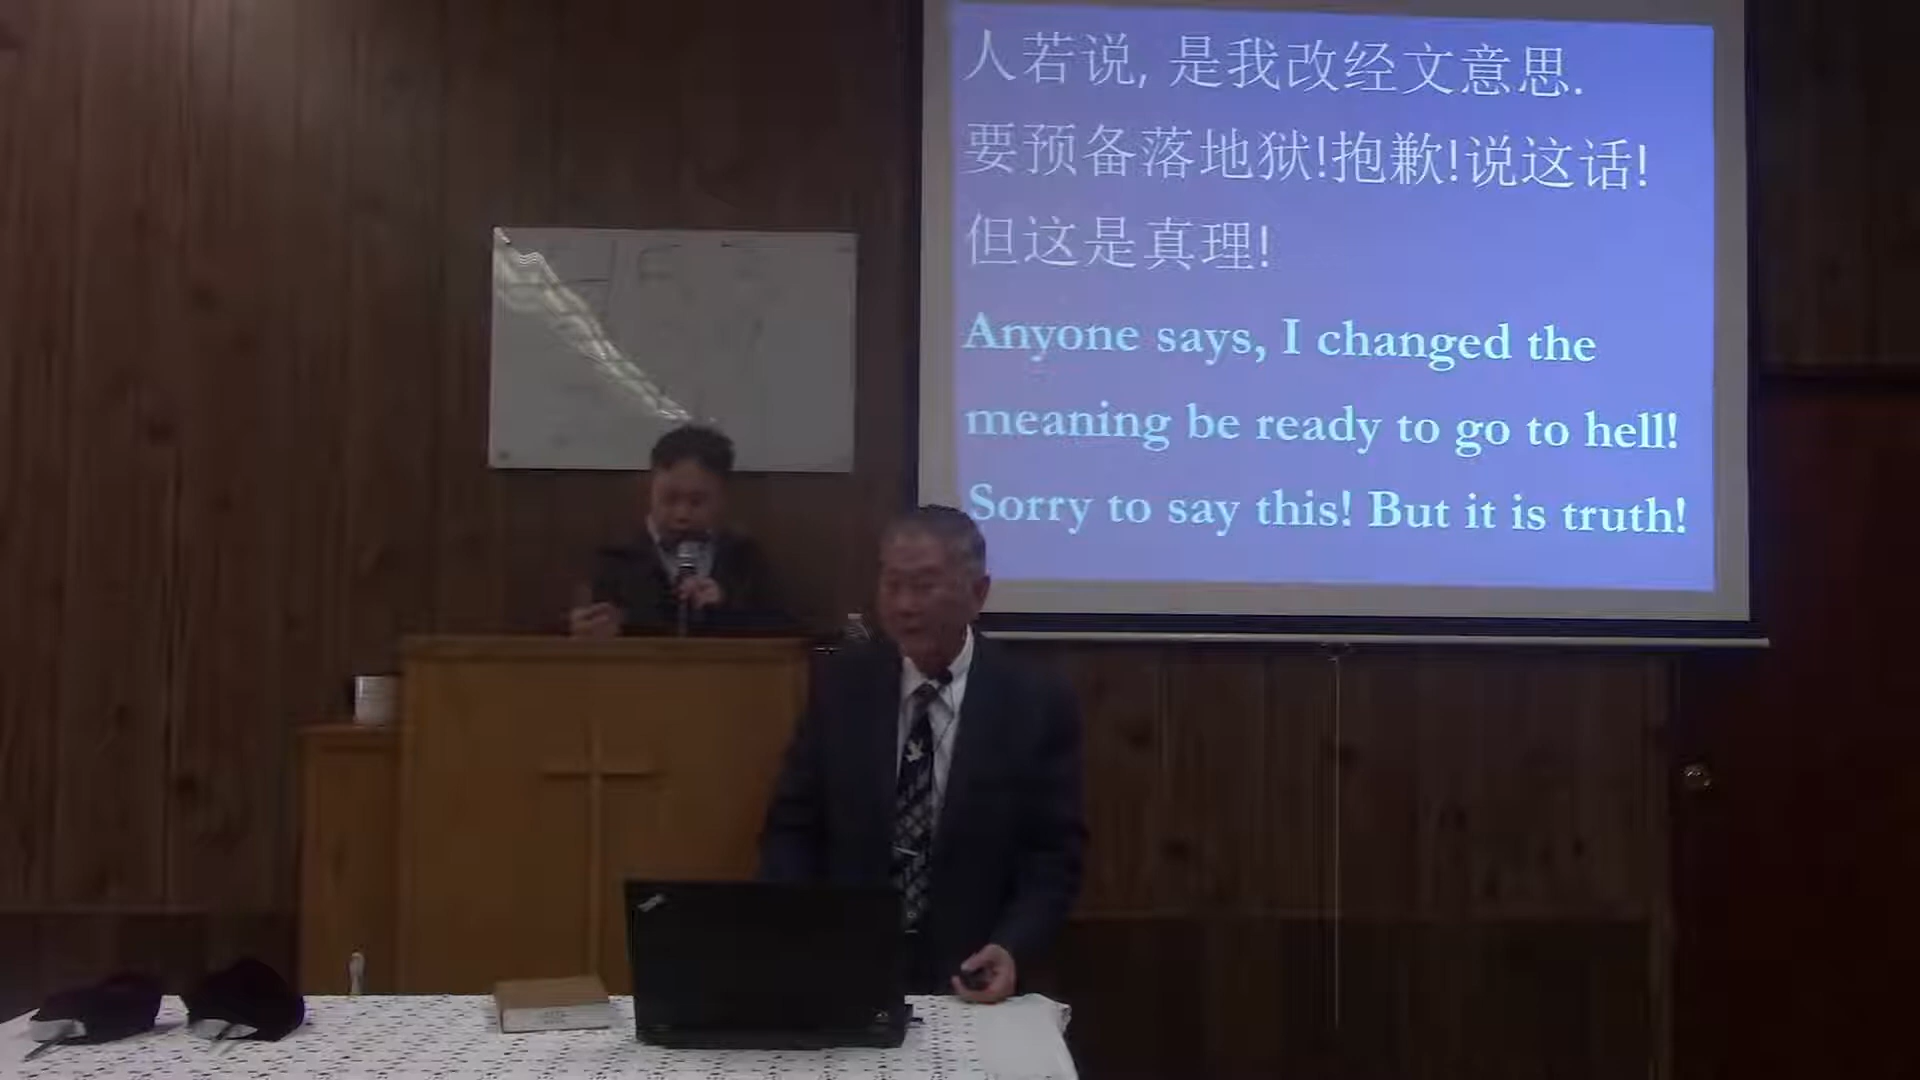 人若说, 是我改经文意思.
要预备落地狱!抱歉!说这话!
但这是真理!
Anyone says, I changed the
meaning be ready to go to hell!
Sorry to say this! But it is truth!